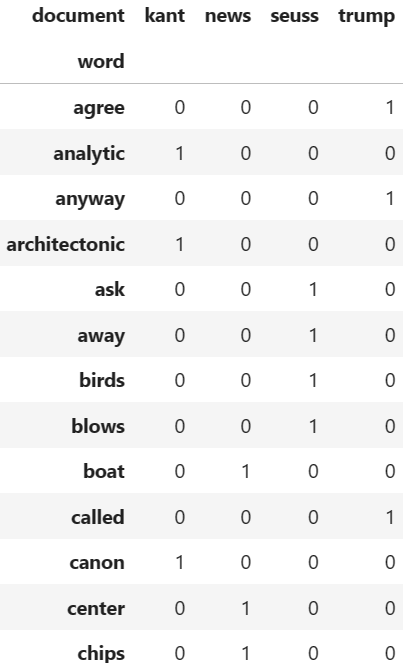 document kant news seuss trump
word
agree 0 0 0 1
analytic 1 0 0 0
anyway 0 0 0 1
architectonic 1 0 0 0
ask 0 0 1 0
away 0 0 1 0
birds 0 0 1 0
blows 0 0 1 0
boat 0 1 0 0
called 0 0 0 1
canon 1 0 0 0
center 0 1 0 0
chips 0 1 0 0